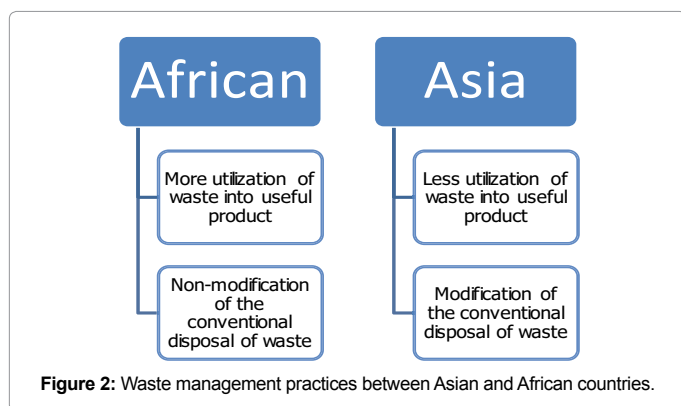 African
More utilization of
waste into useful
product
Non-modification
of the
conventional
disposal of waste
Asia
Less utilization of
waste into useful
product
Modification of
the conventional
disposal of waste
Figure 2: Waste management practices between Asian and African countries.